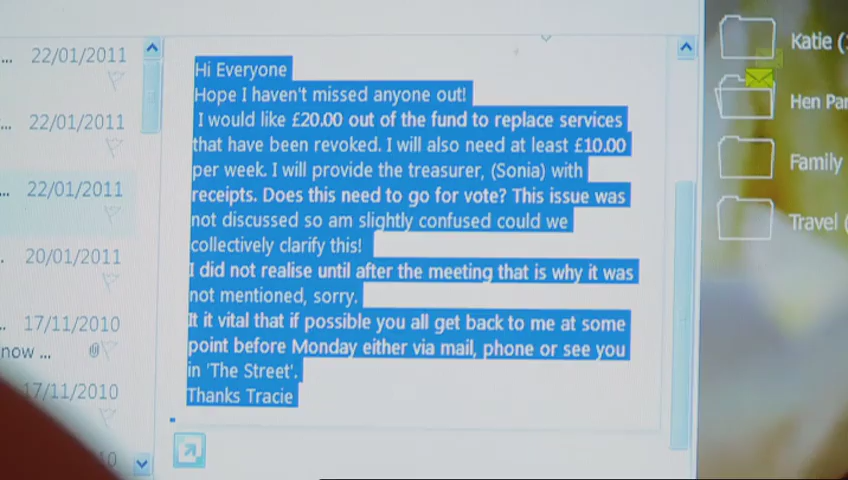 22/01/2011
22/01/2011
22/01/2011
20/01/2011
17/11/2010
now ...
17/11/2010
Hi Everyone
Hope I haven't missed anyone out!
I would like £20.00 out of the fund to replace services
that have been revoked. I will also need at least £10.00
per week. I will provide the treasurer, (Sonia) with
receipts. Does this need to go for vote? This issue was
not discussed so am slightly confused could we
collectively clarify this!
I did not realise until after the meeting that is why it was
not mentioned, sorry.
It it vital that if possible you all get back to me at some
point before Monday either via mail, phone or see you
in 'The Street'.
Thanks Tracie
Katie
Hen
Family
Travel